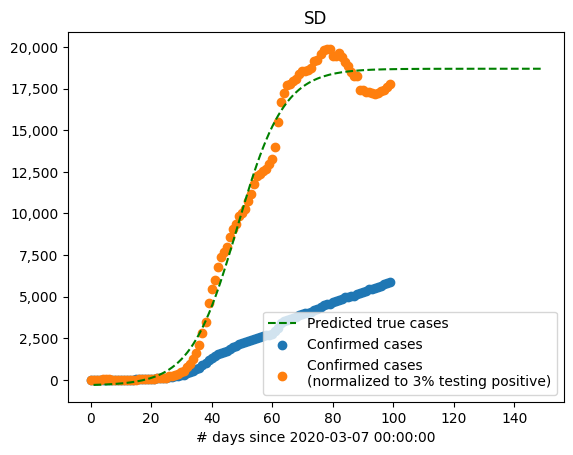 SD
20,000
17,500
15,000
12,500
10,000
7,500
5,000
2,500
0
Predicted true cases
Confirmed cases
Confirmed cases
(normalized to 3% testing positive)
0 20 40 60 80 100 120 140
# days since 2020-03-07 00:00:00